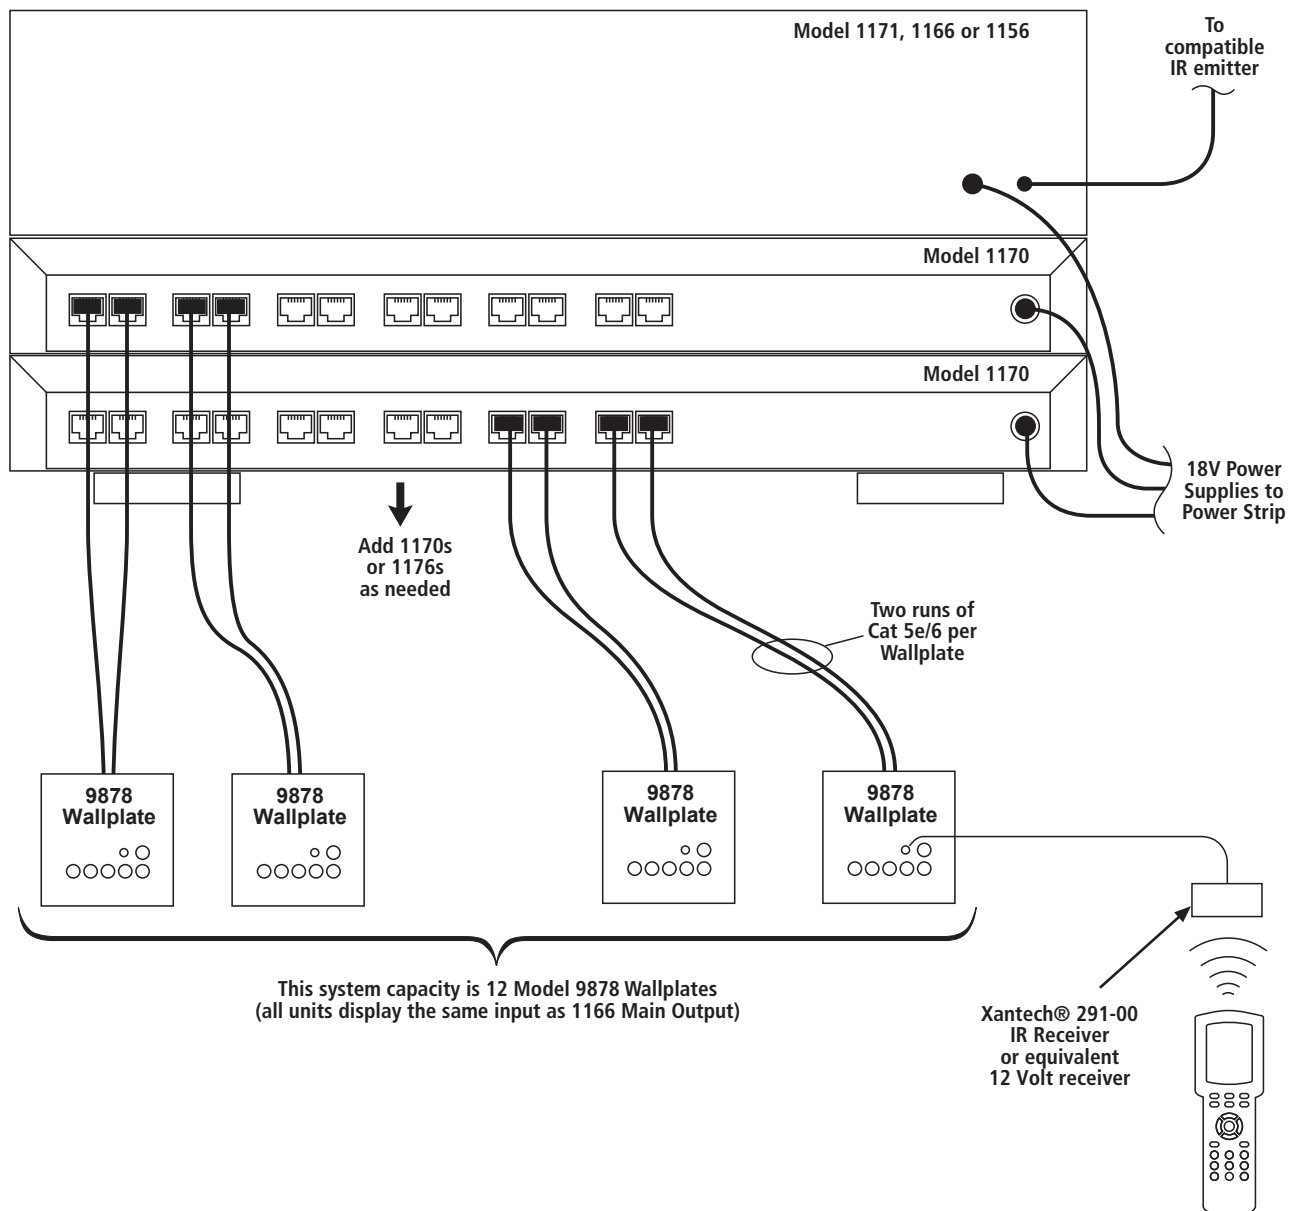 Model 1171, 1166 or 1156
To
compatible
IR emitter
Model 1170
Model 1170
18V Power
Supplies to
Power Strip
Add 1170s
or 1176s
as needed
Two runs of
Cat 5e/6 per
Wallplate
9878
Wallplate
9878
Wallplate
9878
Wallplate
9878
Wallplate
This system capacity is 12 Model 9878 Wallplates
(all units display the same input as 1166 Main Output)
Xantech® 291-00
IR Receiver
or equivalent
12 Volt receiver